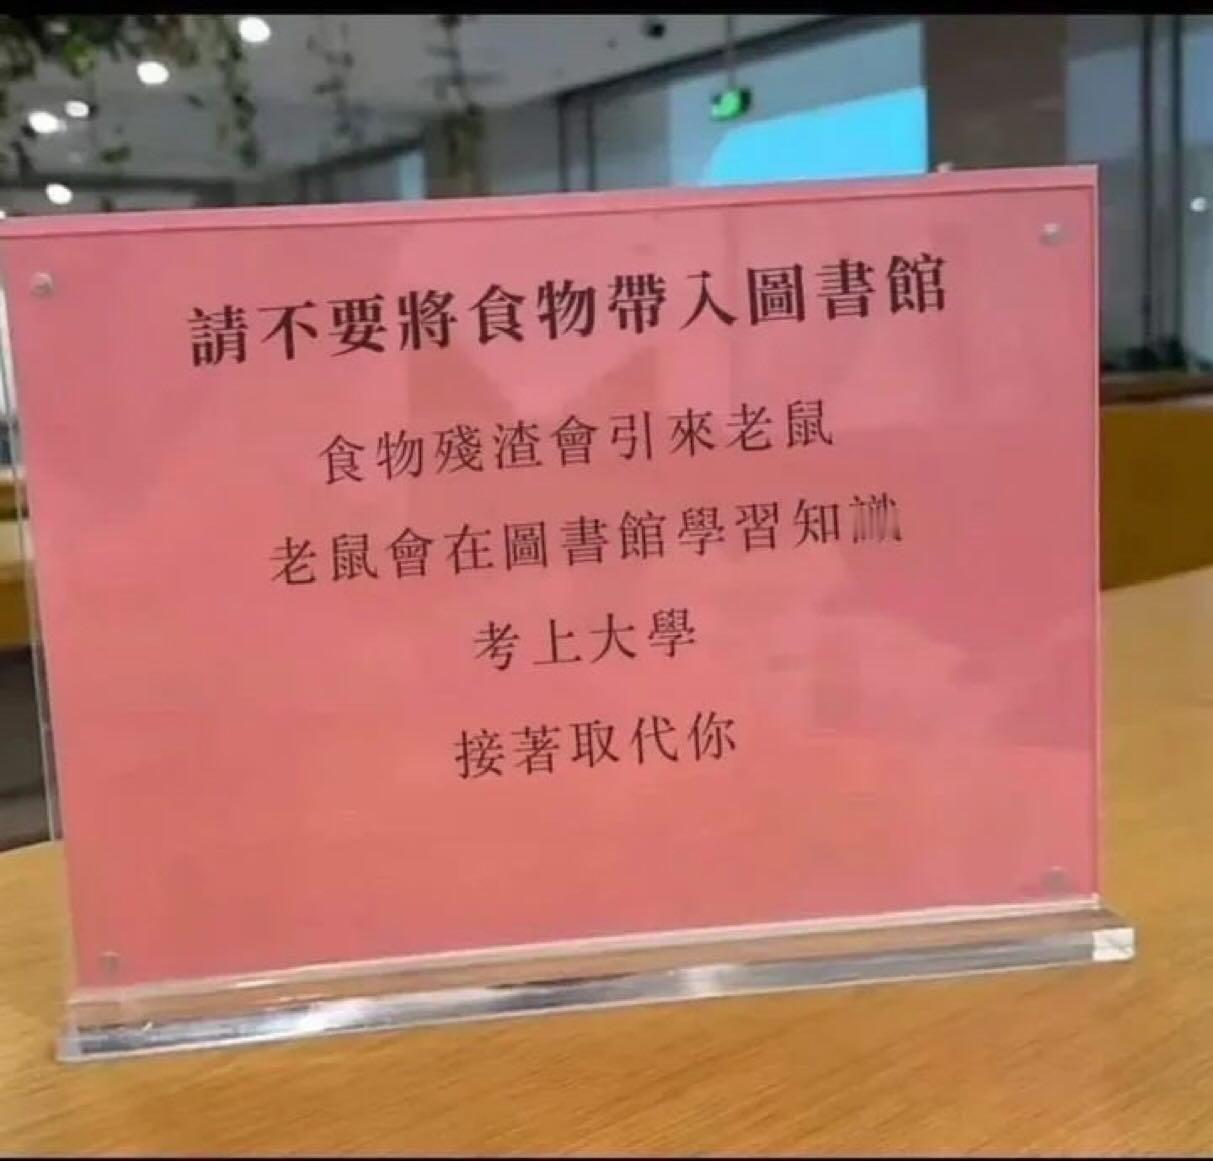 請不要將食物帶入圖書館
食物殘渣會引來老鼠
老鼠會在圖書館學習知識
考上大學
接著取代你